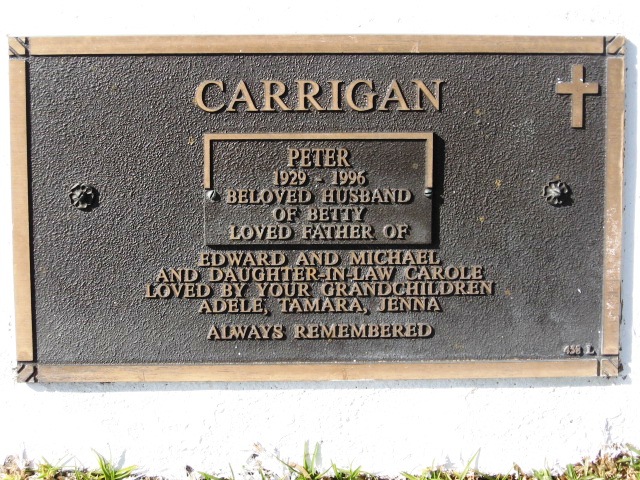 CARRIGAN
PETER
1929 - 1996
BELOVED HUSBAND
OF BETTY
LOVED FATHER OF
EDWARD AND MICHAEL
AND DAUGHTER-IN-LAW CAROLE
LOVED BY YOUR GRANDCHILDREN
ADELE, TAMARA, JENNA
ALWAYS REMEMBERED
458 L